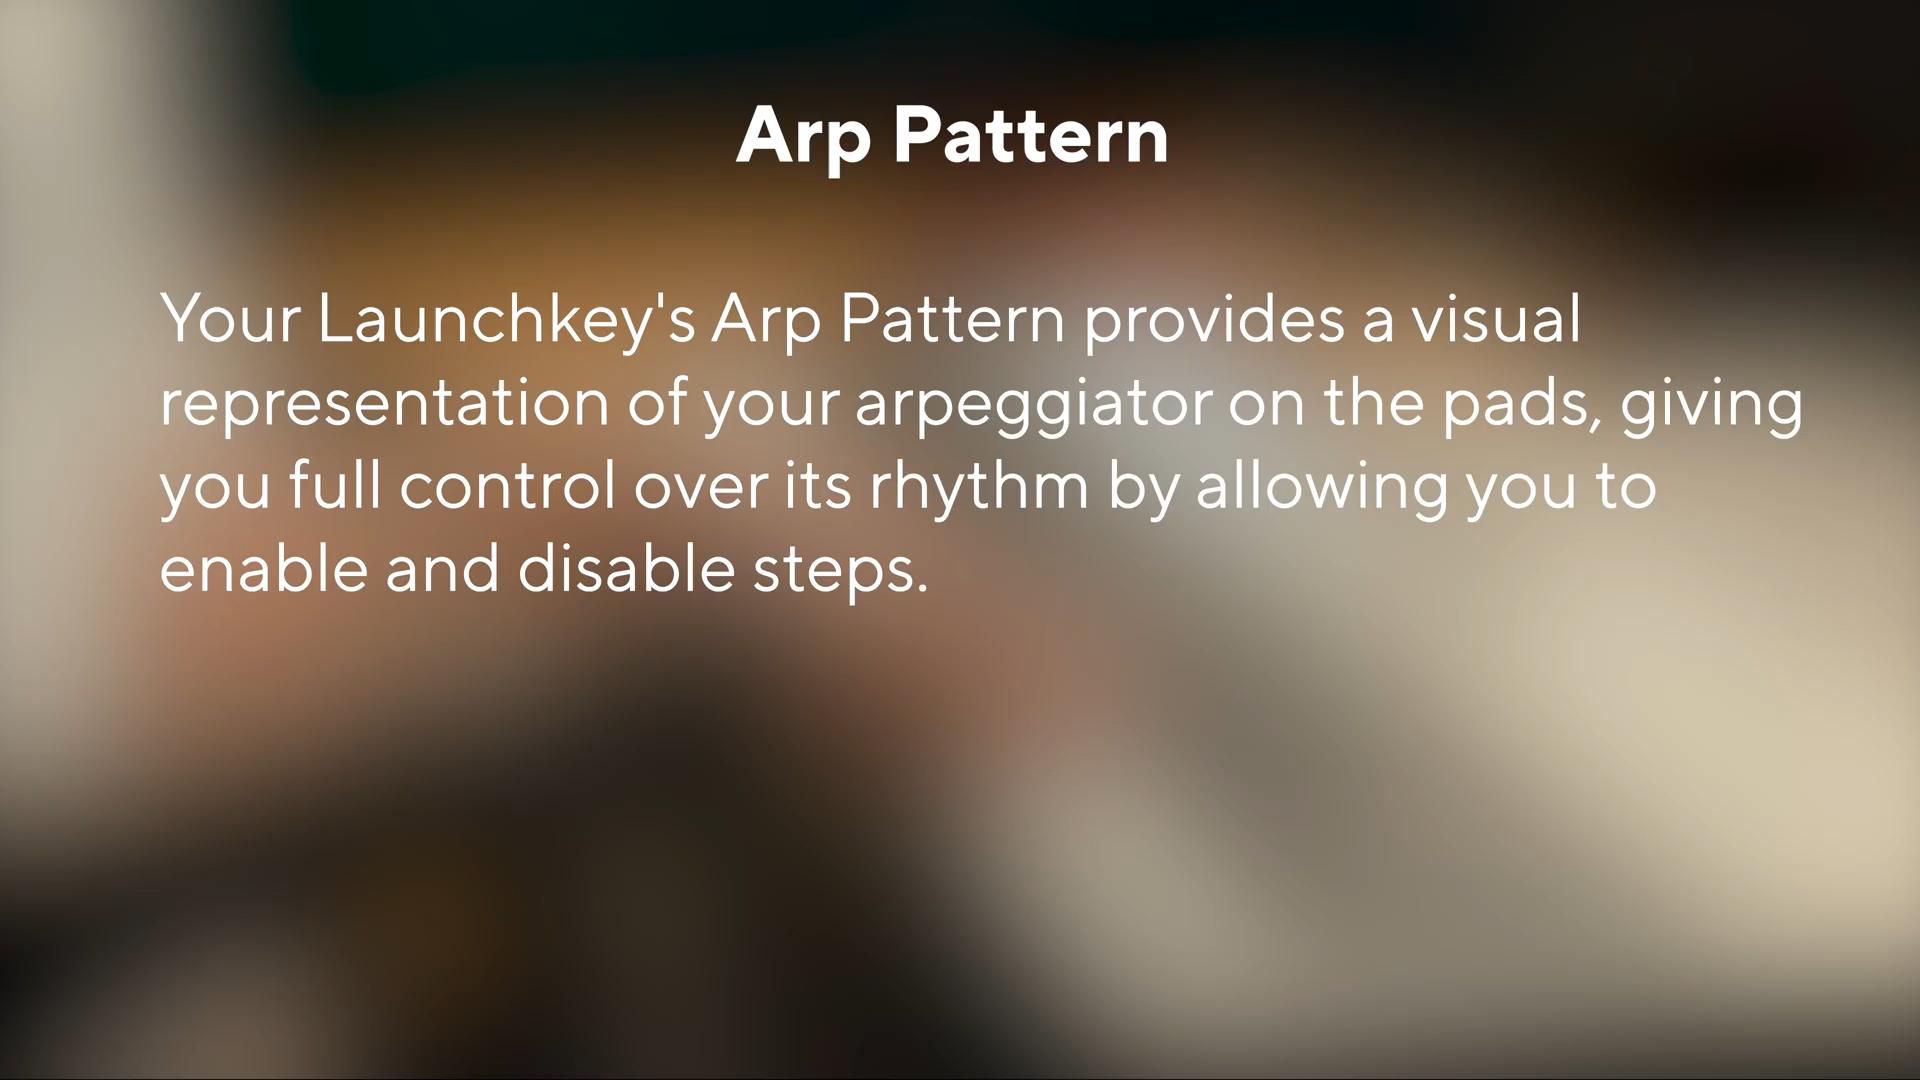 Arp Pattern
Your Launchkey's Arp Pattern provides a visual
representation of your arpeggiator on the pads, giving
you full control over its rhythm by allowing you to
enable and disable steps.